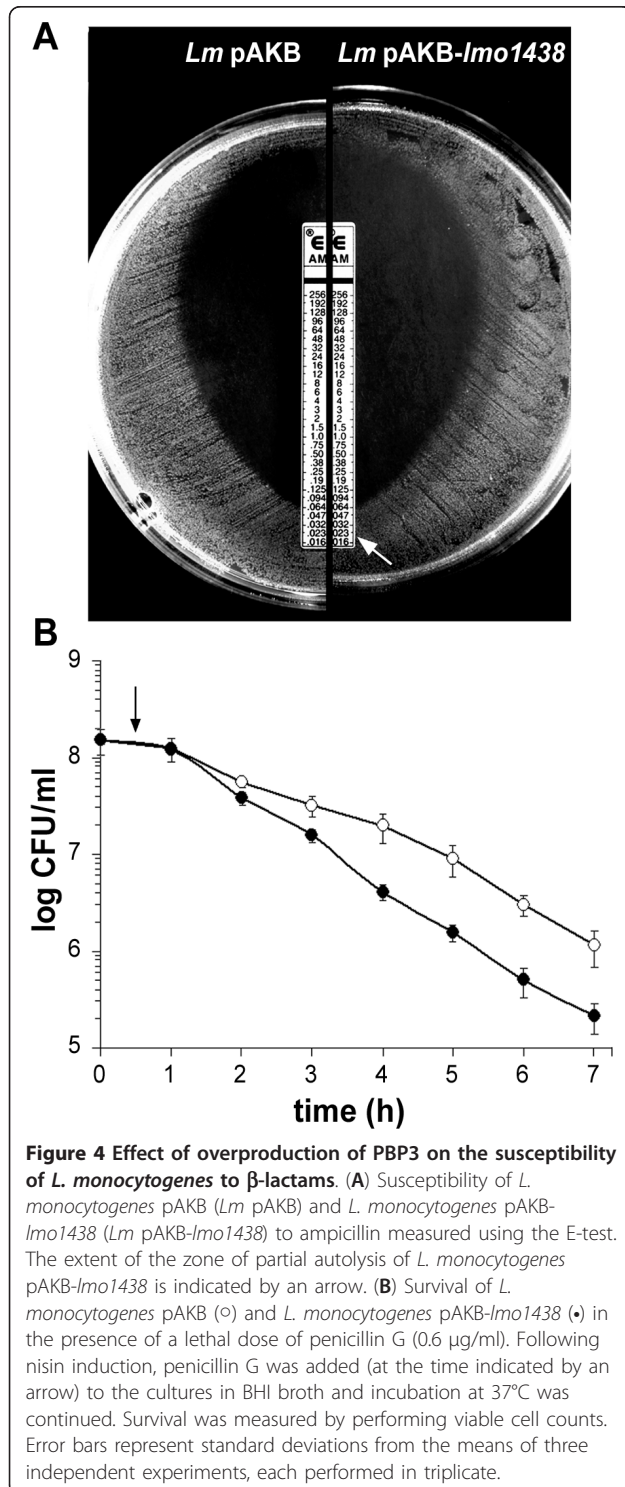 A
Lm pAKB Lm pAKB-lmo1438
® E E
AM AM
256 256
192 192
128 128
96 96
64 64
48 48
32 32
24 24
16 16
12 12
8 8
6 6
4 4
3 3
2 2
1.5 1.5
1.0 1.0
.75 .75
.50 .50
.38 .38
.25 .25
.19 .19
.125 .125
.094 .094
.064 .064
.047 .047
.032 .032
.023 .023
.016 .016
B
9
8
7
6
5
log CFU/ml
0 1 2 3 4 5 6 7
time (h)
Figure 4 Effect of overproduction of PBP3 on the susceptibility
of L. monocytogenes to β-lactams. (A) Susceptibility of L.
monocytogenes pAKB (Lm pAKB) and L. monocytogenes pAKB-
lmo1438 (Lm pAKB-lmo1438) to ampicillin measured using the E-test.
The extent of the zone of partial autolysis of L. monocytogenes
pAKB-lmo1438 is indicated by an arrow. (B) Survival of L.
monocytogenes pAKB (○) and L. monocytogenes pAKB-lmo1438 (•) in
the presence of a lethal dose of penicillin G (0.6 μg/ml). Following
nisin induction, penicillin G was added (at the time indicated by an
arrow) to the cultures in BHI broth and incubation at 37°C was
continued. Survival was measured by performing viable cell counts.
Error bars represent standard deviations from the means of three
independent experiments, each performed in triplicate.